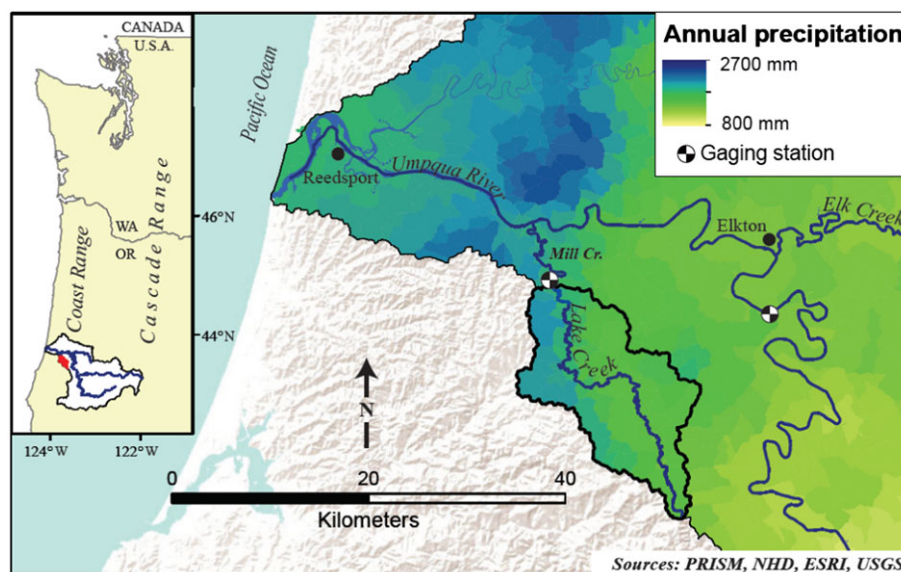 CANADA
U.S.A.
WA
OR
Cascade Range
Coast Range
46°N
44°N
124°W
122°W
Pacific Ocean
Reedsport
Umpqua River
Mill Cr.
Lake Creek
Elkton
Elk Creek
N
0 20 40
Kilometers
Annual precipitation
2700 mm
800 mm
Gaging station
Sources: PRISM, NHD, ESRI, USGS